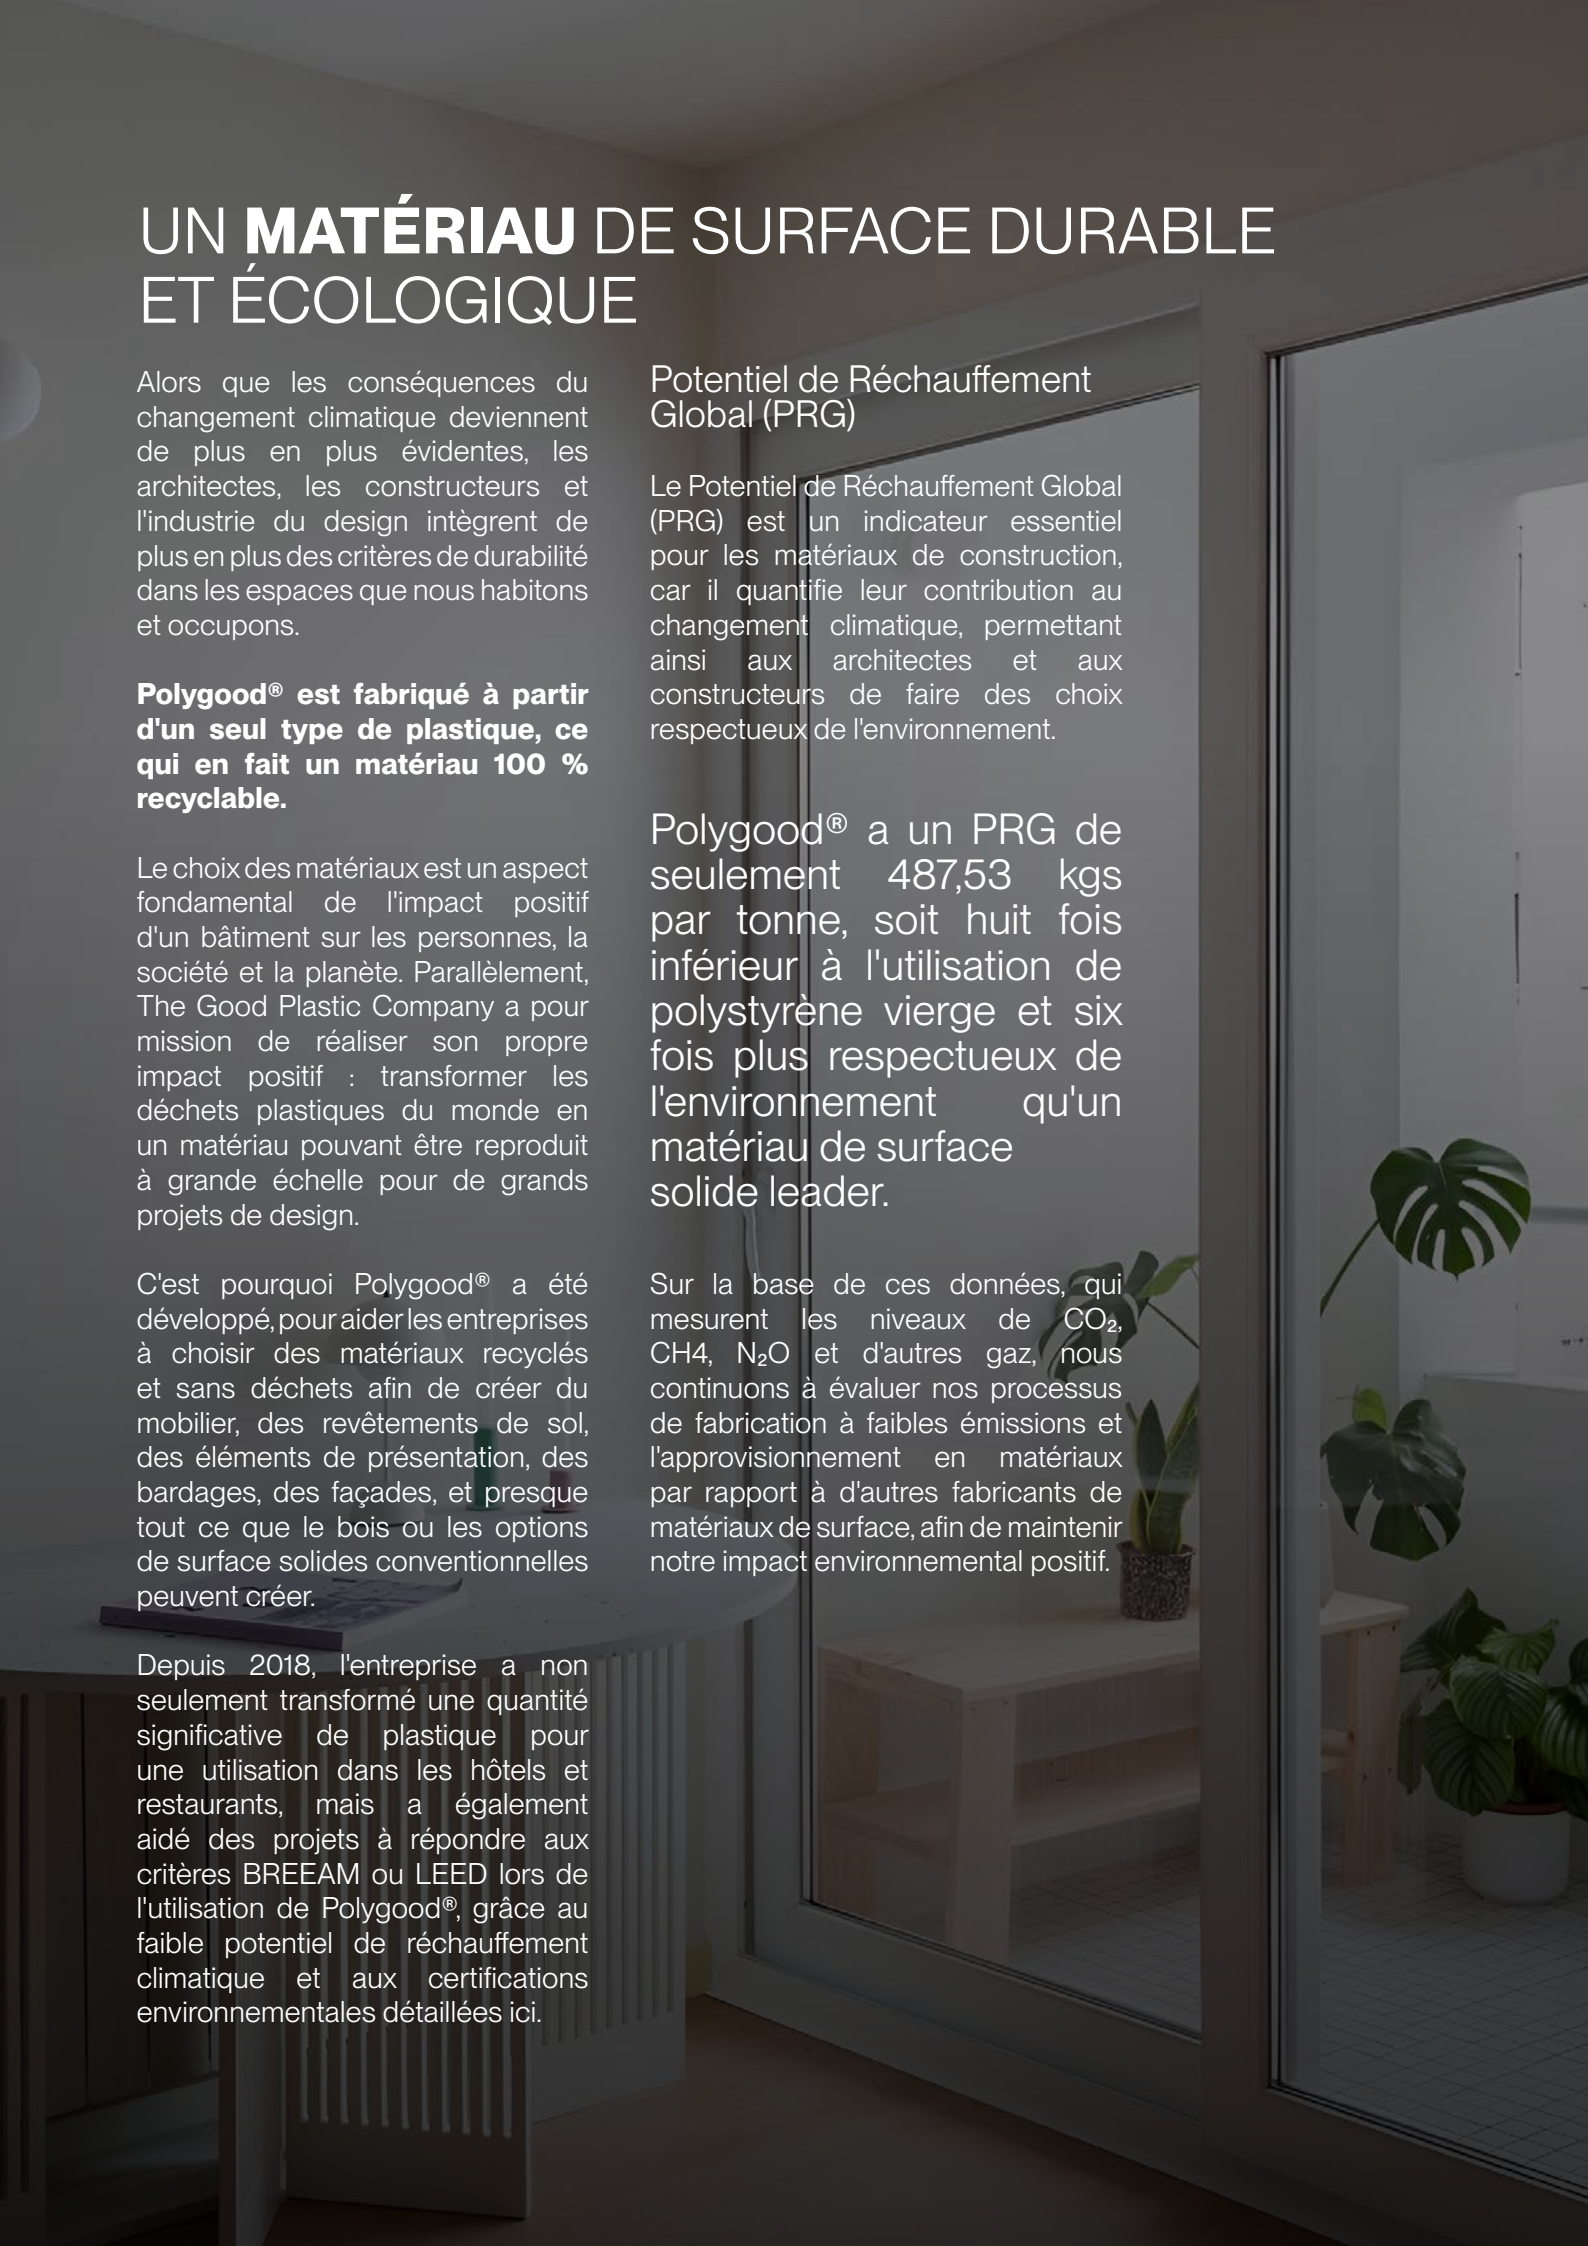 UN MATÉRIAU DE SURFACE DURABLE
ET ÉCOLOGIQUE
Alors que les conséquences du
changement climatique deviennent
de plus en plus évidentes, les
architectes, les constructeurs et
l'industrie du design intègrent de
plus en plus des critères de durabilité
dans les espaces que nous habitons
et occupons.
Polygood® est fabriqué à partir
d'un seul type de plastique, ce
qui en fait un matériau 100 %
recyclable.
Le choix des matériaux est un aspect
fondamental de l'impact positif
d'un bâtiment sur les personnes, la
société et la planète. Parallèlement,
The Good Plastic Company a pour
mission de réaliser son propre
impact positif : transformer les
déchets plastiques du monde en
un matériau pouvant être reproduit
à grande échelle pour de grands
projets de design.
C'est pourquoi Polygood® a été
développé, pour aider les entreprises
à choisir des matériaux recyclés
et sans déchets afin de créer du
mobilier, des revêtements de sol,
des éléments de présentation, des
bardages, des façades, et presque
tout ce que le bois ou les options
de surface solides conventionnelles
peuvent créer.
Depuis 2018, l'entreprise a non
seulement transformé une quantité
significative de plastique pour
une utilisation dans les hôtels et
restaurants, mais a également
aidé des projets à répondre aux
critères BREEAM ou LEED lors de
l'utilisation de Polygood®, grâce au
faible potentiel de réchauffement
climatique et aux certifications
environnementales détaillées ici.
Potentiel de Réchauffement
Global (PRG)
Le Potentiel de Réchauffement Global
(PRG) est un indicateur essentiel
pour les matériaux de construction,
car il quantifie leur contribution au
changement climatique, permettant
ainsi aux architectes et aux
constructeurs de faire des choix
respectueux de l'environnement.
Polygood® a un PRG de
seulement 487,53 kgs
par tonne, soit huit fois
inférieur à l'utilisation de
polystyrène vierge et six
fois plus respectueux de
l'environnement qu'un
matériau de surface
solide leader.
Sur la base de ces données, qui
mesurent les niveaux de CO₂,
CH4, N₂O et d'autres gaz, nous
continuons à évaluer nos processus
de fabrication à faibles émissions et
l'approvisionnement en matériaux
par rapport à d'autres fabricants de
matériaux de surface, afin de maintenir
notre impact environnemental positif.